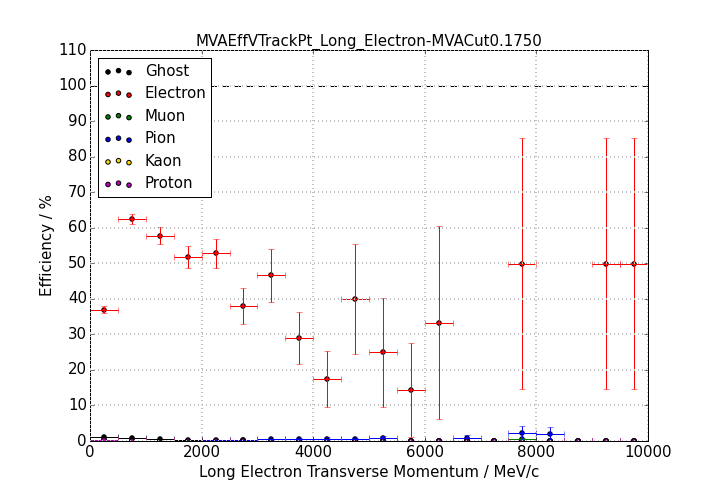 MVAEffVTrackPt_Long_Electron-MVACut0.1750
110
100
90
80
70
60
50
40
30
20
10
0
Efficiency / %
Ghost
Electron
Muon
Pion
Kaon
Proton
0 2000 4000 6000 8000 10000
Long Electron Transverse Momentum / MeV/c